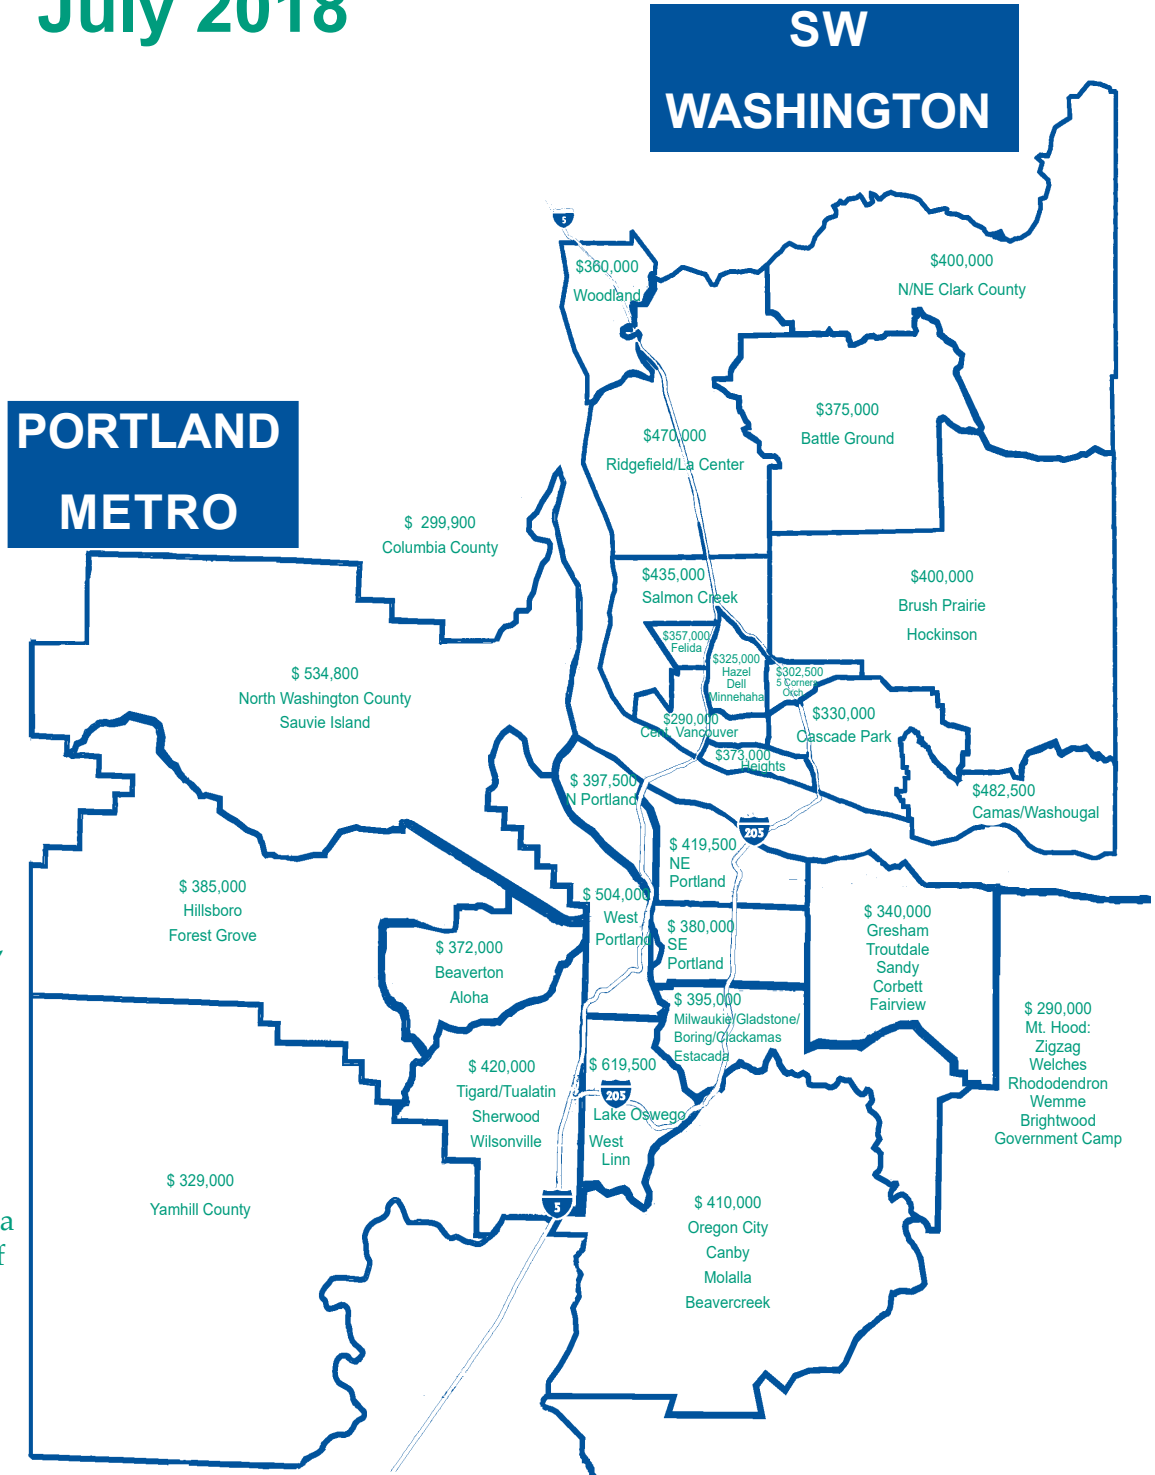 July 2018
SW
WASHINGTON
5
$360,000
Woodland
$400,000
N/NE Clark County
$375,000
Battle Ground
$470,000
Ridgefield/La Center
PORTLAND
METRO
$ 299,900
Columbia County
$435,000
Salmon Creek
$400,000
Brush Prairie
Hockinson
$357,000
Felida
$325,000
Hazel
Dell
Minnehaha
$302,500
5 Corners
Orch
$ 534,800
North Washington County
Sauvie Island
$290,000
Cent. Vancouver
$330,000
Cascade Park
$373,000
Heights
$482,500
Camas/Washougal
$ 397,500
N Portland
205
$ 419,500
NE
Portland
$ 385,000
Hillsboro
Forest Grove
$ 504,000
West
Portland
$ 380,000
SE
Portland
$ 340,000
Gresham
Troutdale
Sandy
Corbett
Fairview
$ 372,000
Beaverton
Aloha
$ 395,000
Milwaukie/Gladstone/
Boring/Clackamas
Estacada
$ 290,000
Mt. Hood:
Zigzag
Welches
Rhododendron
Wemme
Brightwood
Government Camp
$ 420,000
Tigard/Tualatin
Sherwood
Wilsonville
$ 619,500
205
Lake Oswego
West
Linn
$ 329,000
Yamhill County
a
f
5
$ 410,000
Oregon City
Canby
Molalla
Beavercreek